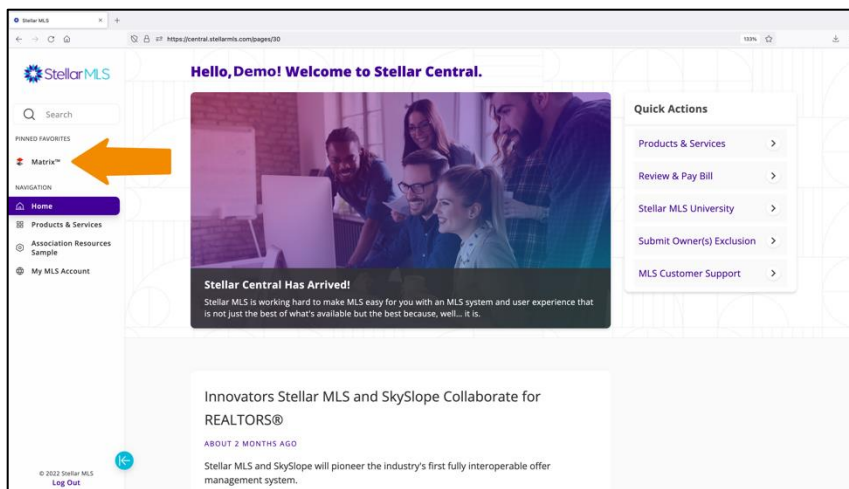 Stellar MLS
https://central.stellarmls.com/pages/30
133%
StellarMLS
Search
PINNED FAVORITES
Matrix™
NAVIGATION
Home
Products & Services
Association Resources
Sample
My MLS Account
© 2022 Stellar MLS
Log Out
Hello, Demo! Welcome to Stellar Central.
Stellar Central Has Arrived!
Stellar MLS is working hard to make MLS easy for you with an MLS system and user experience that
is not just the best of what's available but the best because, well... it is.
Innovators Stellar MLS and SkySlope Collaborate for
REALTORS®
ABOUT 2 MONTHS AGO
Stellar MLS and SkySlope will pioneer the industry's first fully interoperable offer
management system.
Quick Actions
Products & Services
Review & Pay Bill
Stellar MLS University
Submit Owner(s) Exclusion
MLS Customer Support